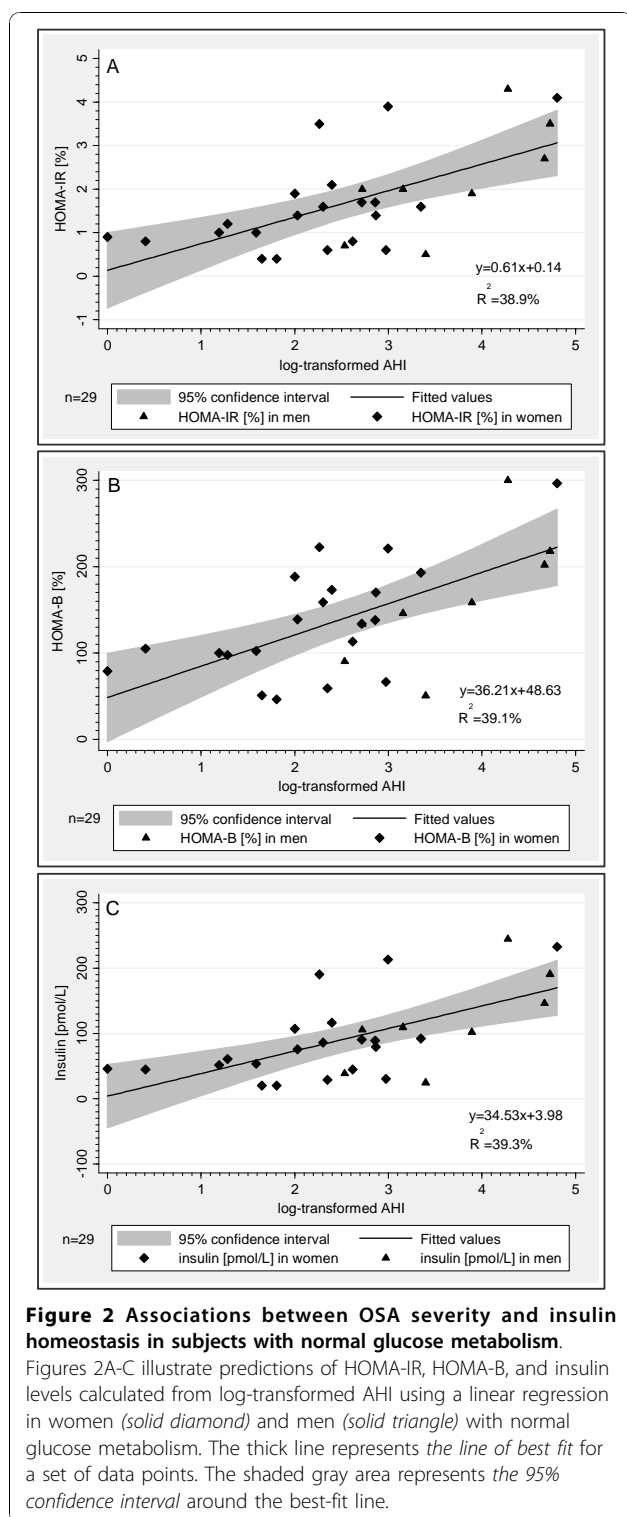 A
5
4
3
2
1
0
-1
HOMA-IR [%]
y=0.61x+0.14
2
R =38.9%
0 1 2 3 4 5
log-transformed AHI
n=29 95% confidence interval Fitted values
HOMA-IR [%] in men HOMA-IR [%] in women
B
300
200
100
0
HOMA-B [%]
y=36.21x+48.63
2
R =39.1%
0 1 2 3 4 5
log-transformed AHI
n=29 95% confidence interval Fitted values
HOMA-B [%] in men HOMA-B [%] in women
C
300
200
100
0
-100
Insulin [pmol/L]
y=34.53x+3.98
2
R =39.3%
0 1 2 3 4 5
log-transformed AHI
n=29 95% confidence interval Fitted values
insulin [pmol/L] in women insulin [pmol/L] in men
Figure 2 Associations between OSA severity and insulin
homeostasis in subjects with normal glucose metabolism.
Figures 2A-C illustrate predictions of HOMA-IR, HOMA-B, and insulin
levels calculated from log-transformed AHI using a linear regression
in women (solid diamond) and men (solid triangle) with normal
glucose metabolism. The thick line represents the line of best fit for
a set of data points. The shaded gray area represents the 95%
confidence interval around the best-fit line.